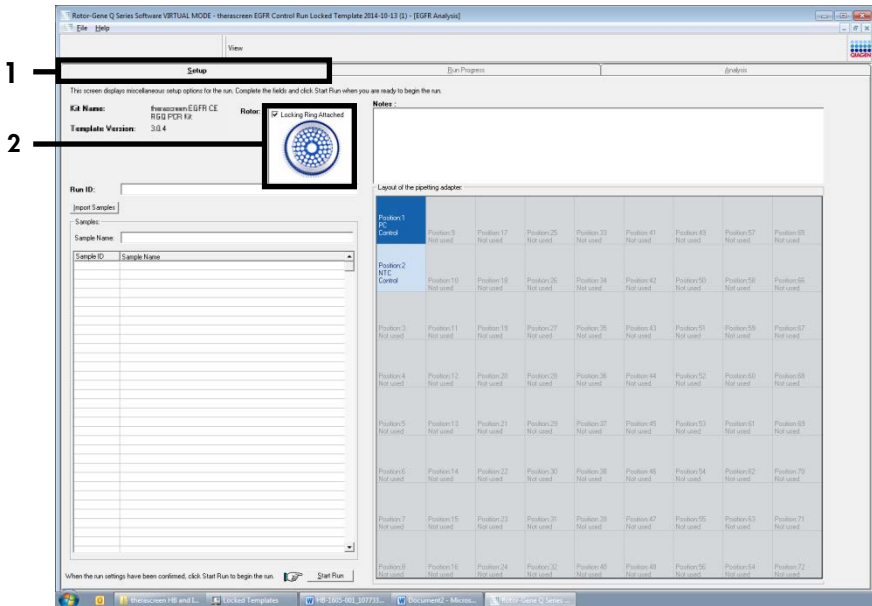 Rotor-Gene Q Series Software VIRTUAL MODE - therascreen EGFR Control Run Locked Template 2014-10-13 (1) - [EGFR Analysis]
File Help
View
QIAGEN
1
Setup
Run Progress
Analysis
This screen displays miscellaneous setup options for the run. Complete the fields and click Start Run when you are ready to begin the run.
Kit Name: therascreen EGFR CE RGQ PCR Kit
Rotor:
Locking Ring Attached
Notes :
Template Version: 3.0.4
2
Run ID:
Layout of the pipetting adapter:
Import Samples
Samples:
Sample Name:
Sample ID Sample Name
Position:1 PC Control
Position:9 Not used
Position:17 Not used
Position:25 Not used
Position:33 Not used
Position:41 Not used
Position:49 Not used
Position:57 Not used
Position:65 Not used
Position:2 NTC Control
Position:10 Not used
Position:18 Not used
Position:26 Not used
Position:34 Not used
Position:42 Not used
Position:50 Not used
Position:58 Not used
Position:66 Not used
Position:3 Not used
Position:11 Not used
Position:19 Not used
Position:27 Not used
Position:35 Not used
Position:43 Not used
Position:51 Not used
Position:59 Not used
Position:67 Not used
Position:4 Not used
Position:12 Not used
Position:20 Not used
Position:28 Not used
Position:36 Not used
Position:44 Not used
Position:52 Not used
Position:60 Not used
Position:68 Not used
Position:5 Not used
Position:13 Not used
Position:21 Not used
Position:29 Not used
Position:37 Not used
Position:45 Not used
Position:53 Not used
Position:61 Not used
Position:69 Not used
Position:6 Not used
Position:14 Not used
Position:22 Not used
Position:30 Not used
Position:38 Not used
Position:46 Not used
Position:54 Not used
Position:62 Not used
Position:70 Not used
Position:7 Not used
Position:15 Not used
Position:23 Not used
Position:31 Not used
Position:39 Not used
Position:47 Not used
Position:55 Not used
Position:63 Not used
Position:71 Not used
Position:8 Not used
Position:16 Not used
Position:24 Not used
Position:32 Not used
Position:40 Not used
Position:48 Not used
Position:56 Not used
Position:64 Not used
Position:72 Not used
When the run settings have been confirmed, click Start Run to begin the run.
Start Run
therascreen HB and L...
Locked Templates
HB-1805-001_107733...
Document2 - Micros...
Rotor-Gene Q Series ...